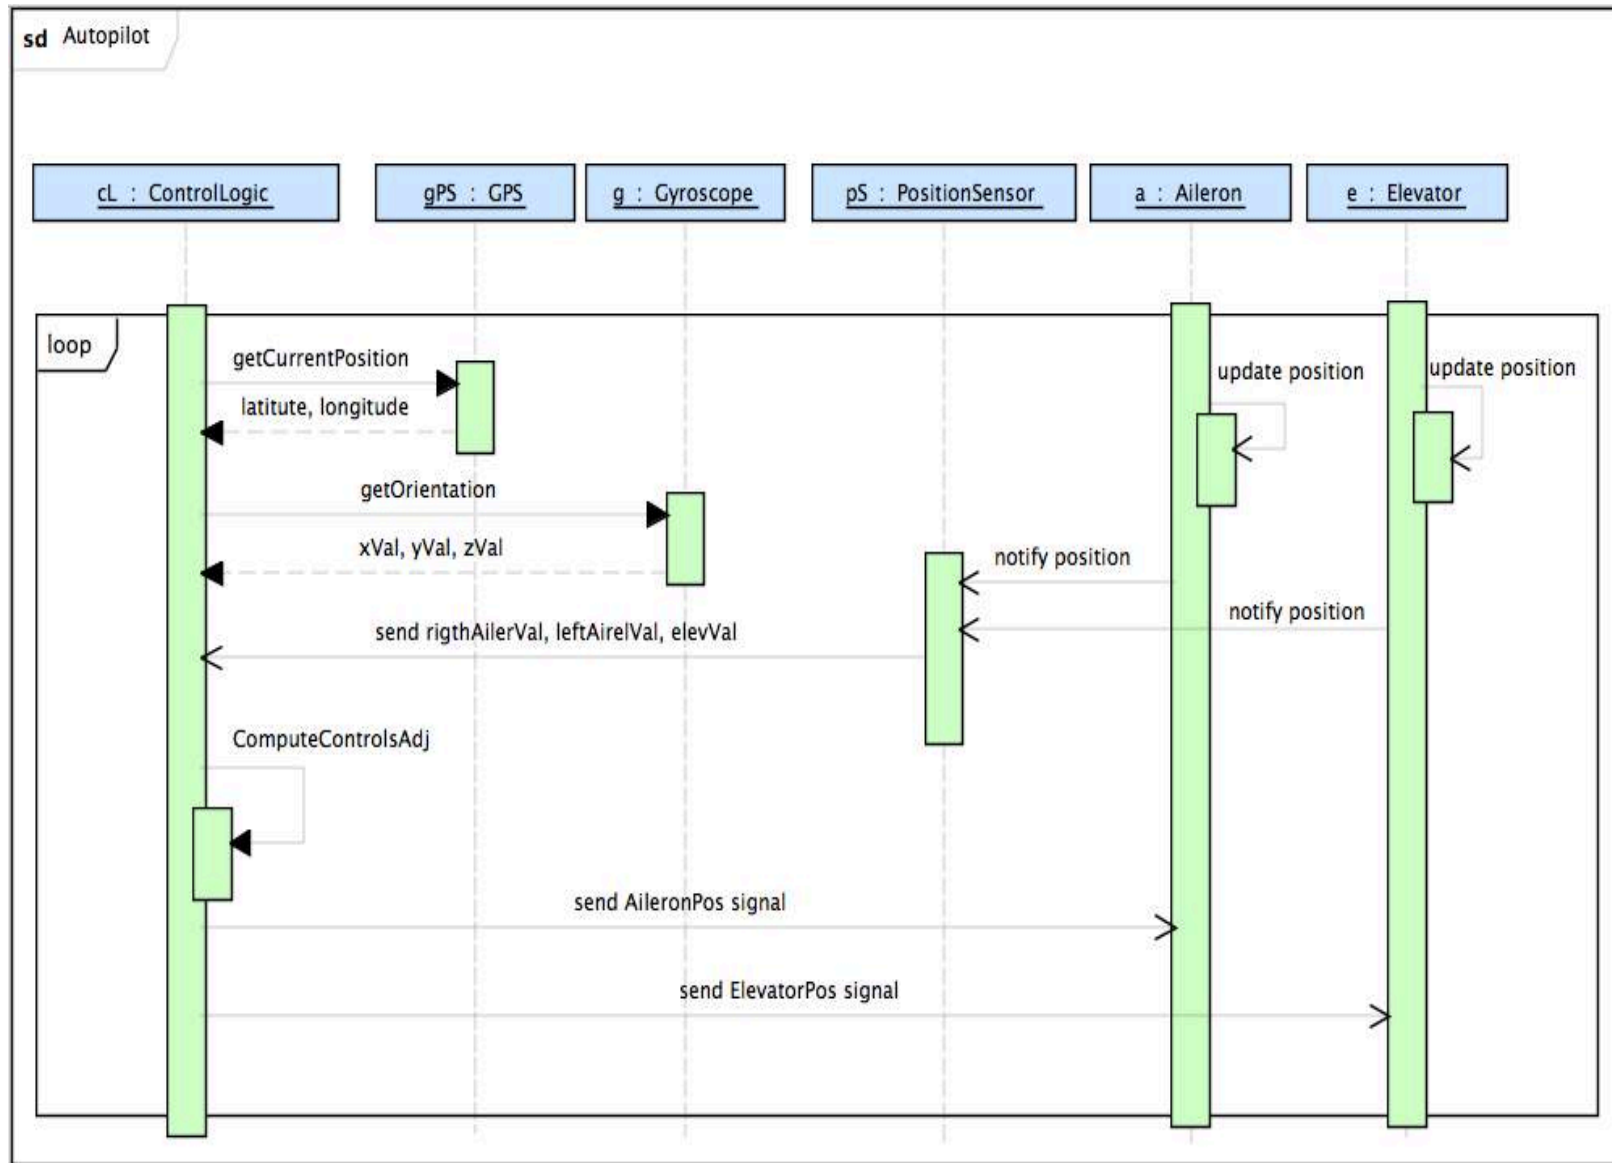 sd Autopilot
cL : ControlLogic
gPS : GPS
g : Gyroscope
pS : PositionSensor
a : Aileron
e : Elevator
loop
getCurrentPosition
update position
update position
latitute, longitude
getOrientation
xVal, yVal, zVal
notify position
notify position
send rigthAilerVal, leftAirelVal, elevVal
ComputeControlsAdj
send AileronPos signal
send ElevatorPos signal